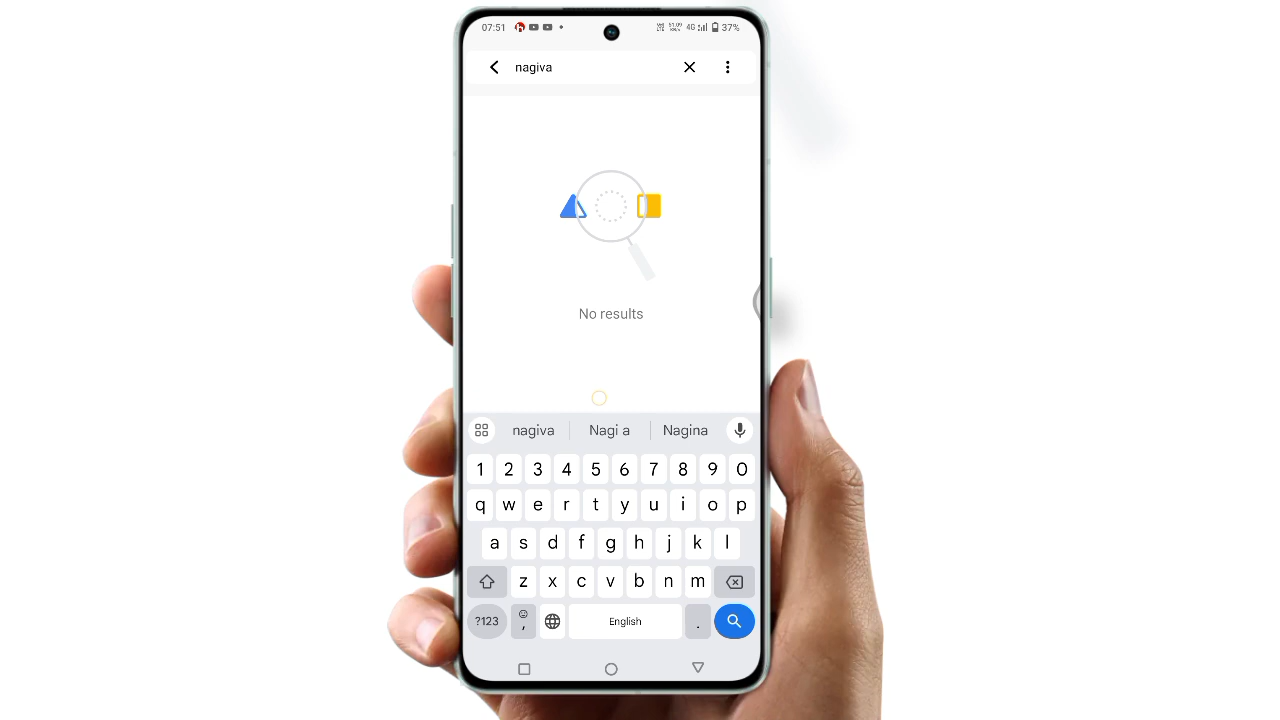 07:51 4G 37%
nagiva
No results
nagiva Nagi a Nagina
1 2 3 4 5 6 7 8 9 0
q w e r t y u i o p
a s d f g h j k l
z x c v b n m
?123 , English .